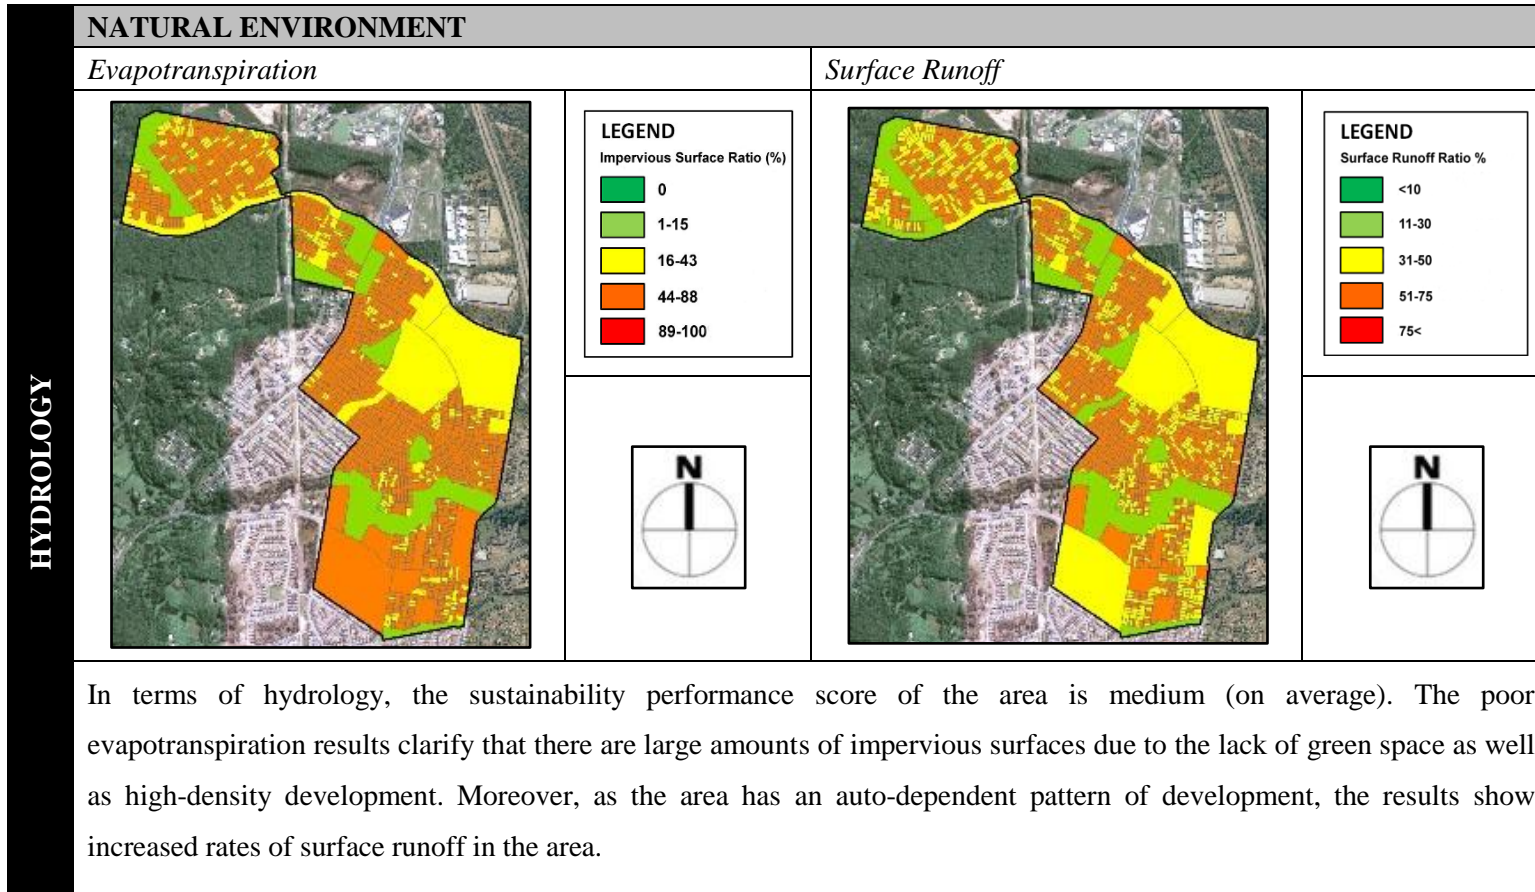 NATURAL ENVIRONMENT
Evapotranspiration
Surface Runoff
HYDROLOGY
LEGEND
Impervious Surface Ratio (%)
0
1-15
16-43
44-88
89-100
N
LEGEND
Surface Runoff Ratio %
<10
11-30
31-50
51-75
75<
N
In terms of hydrology, the sustainability performance score of the area is medium (on average). The poor
evapotranspiration results clarify that there are large amounts of impervious surfaces due to the lack of green space as well
as high-density development. Moreover, as the area has an auto-dependent pattern of development, the results show
increased rates of surface runoff in the area.